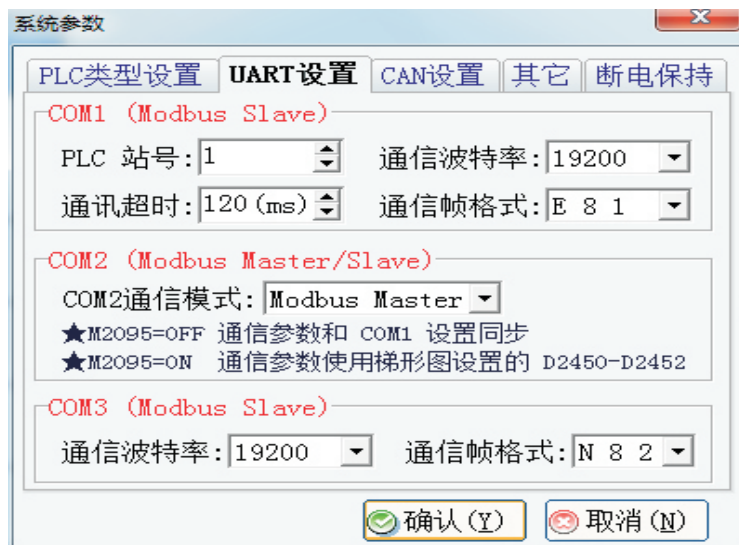 系统参数
PLC类型设置 UART设置 CAN设置 其它 断电保持
COM1 (Modbus Slave)
PLC 站号: 1 通信波特率: 19200
通讯超时: 120(ms) 通信帧格式: E 8 1
COM2 (Modbus Master/Slave)
COM2通信模式: Modbus Master
★M2095=OFF 通信参数和 COM1 设置同步
★M2095=ON 通信参数使用梯形图设置的 D2450-D2452
COM3 (Modbus Slave)
通信波特率: 19200 通信帧格式: N 8 2
确认(Y) 取消(N)